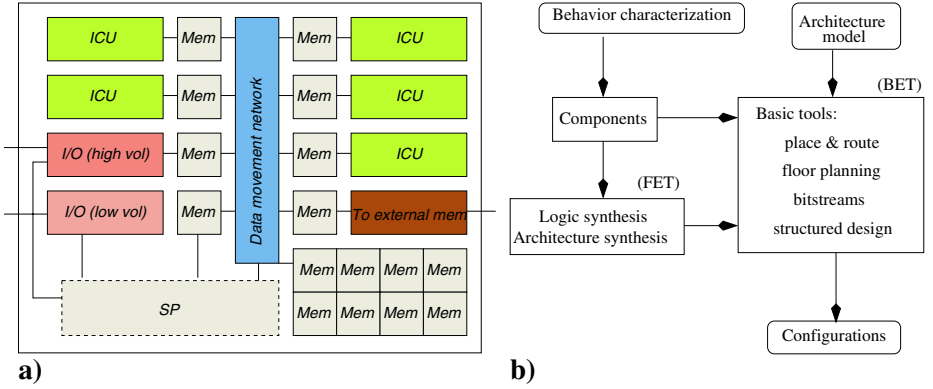 ICU
Mem
Mem
ICU
ICU
Mem
Mem
ICU
I/O (high vol)
Mem
Mem
ICU
I/O (low vol)
Mem
Mem
To external mem
Data movement network
Mem Mem Mem Mem
Mem Mem Mem Mem
SP
a)
Behavior characterization
Architecture
model
(BET)
Components
Basic tools:
place & route
floor planning
bitstreams
structured design
(FET)
Logic synthesis
Architecture synthesis
Configurations
b)